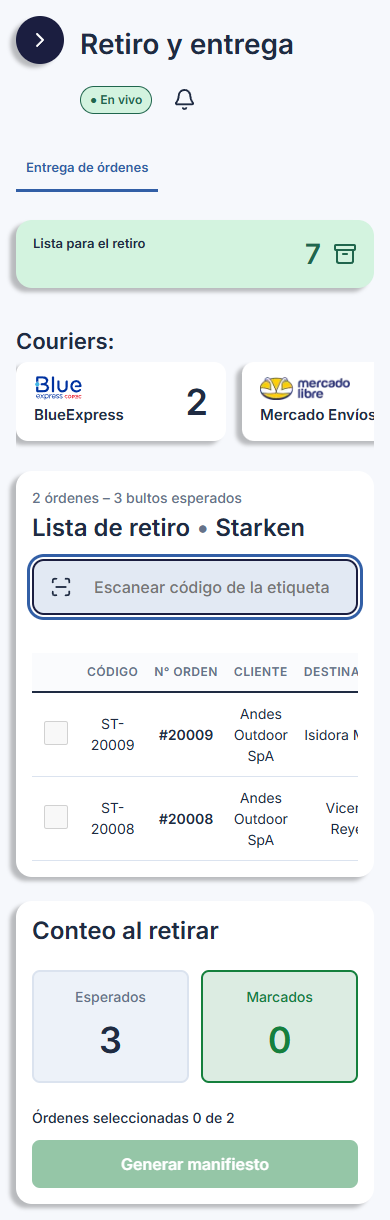 Retiro y entrega
• En vivo
Entrega de órdenes
Lista para el retiro
7
Couriers:
Blue
express COPEC
BlueExpress
2
mercado
libre
Mercado Envíos
2 órdenes – 3 bultos esperados
Lista de retiro • Starken
Escanear código de la etiqueta
CÓDIGO N° ORDEN CLIENTE DESTINA
ST-20009 #20009 Andes Outdoor SpA Isidora M
ST-20008 #20008 Andes Outdoor SpA Vicen Reye
Conteo al retirar
Esperados
3
Marcados
0
Órdenes seleccionadas 0 de 2
Generar manifiesto